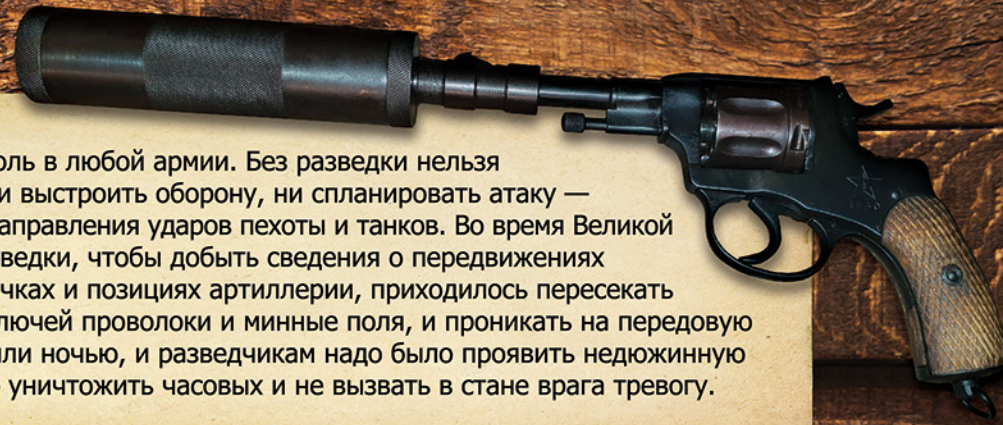 оль в любой армии. Без разведки нельзя
и выстроить оборону, ни спланировать атаку —
аправления ударов пехоты и танков. Во время Великой
ведки, чтобы добыть сведения о передвижениях
чках и позициях артиллерии, приходилось пересекать
лючей проволоки и минные поля, и проникать на передовую
или ночью, и разведчикам надо было проявить недюжинную
уничтожить часовых и не вызвать в стане врага тревогу.